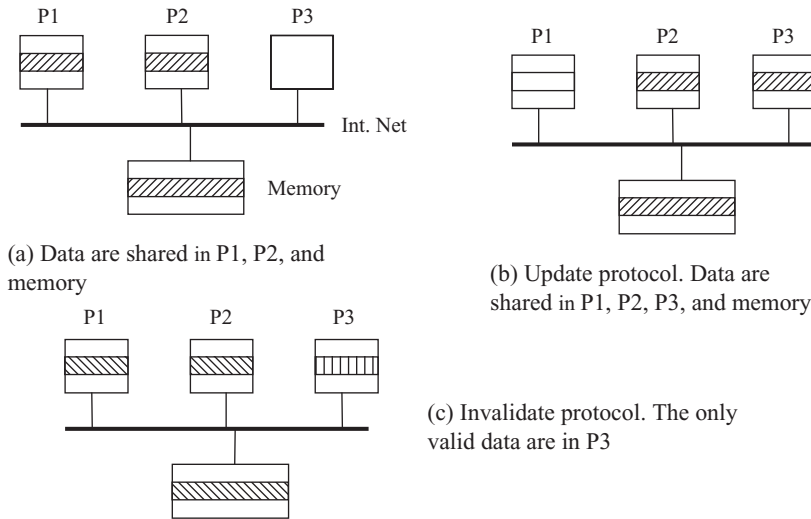 P1 P2 P3
Int. Net
Memory
(a) Data are shared in P1, P2, and
memory
P1 P2 P3
(b) Update protocol. Data are
shared in P1, P2, P3, and memory
P1 P2 P3
(c) Invalidate protocol. The only
valid data are in P3